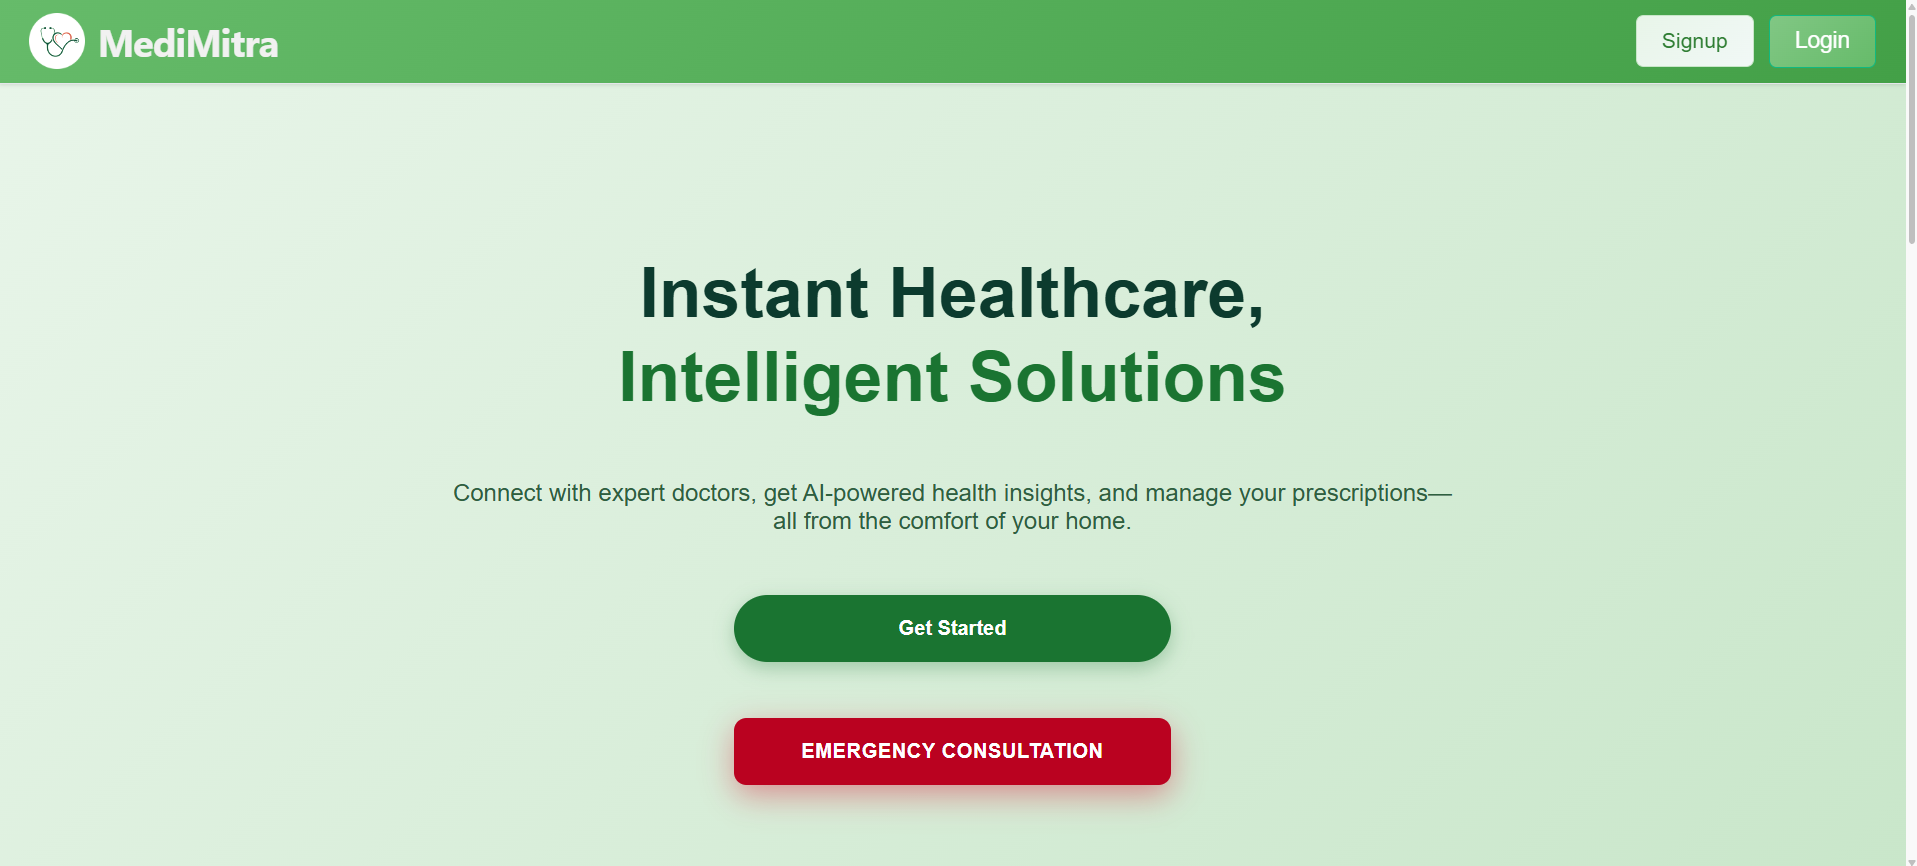 MediMitra
Signup
Login
Instant Healthcare,
Intelligent Solutions
Connect with expert doctors, get AI-powered health insights, and manage your prescriptions—
all from the comfort of your home.
Get Started
EMERGENCY CONSULTATION